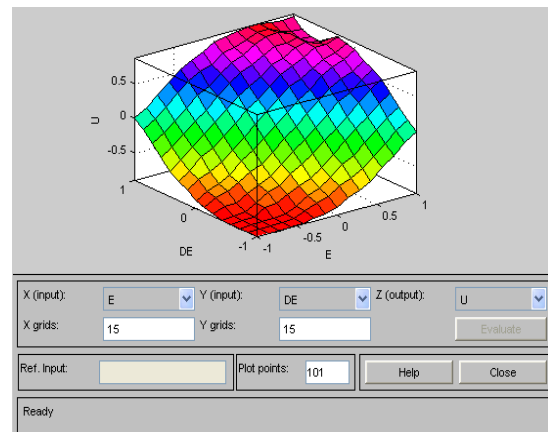 0.5
0
-0.5
U
1
0
-1
DE
-1
-0.5
0
0.5
1
E
X (input): E Y (input): DE Z (output): U
X grids: 15 Y grids: 15 Evaluate
Ref. Input: Plot points: 101 Help Close
Ready